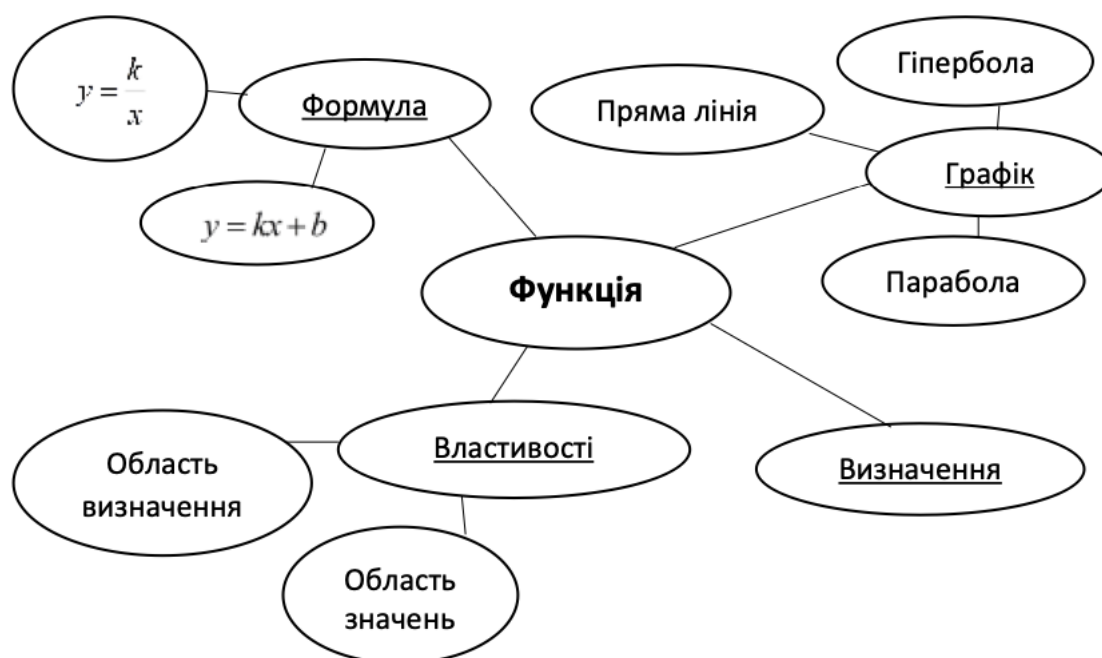 y = k/x
Формула
y = kx + b
Гіпербола
Пряма лінія
Графік
Парабола
Функція
Властивості
Область
визначення
Область
значень
Визначення